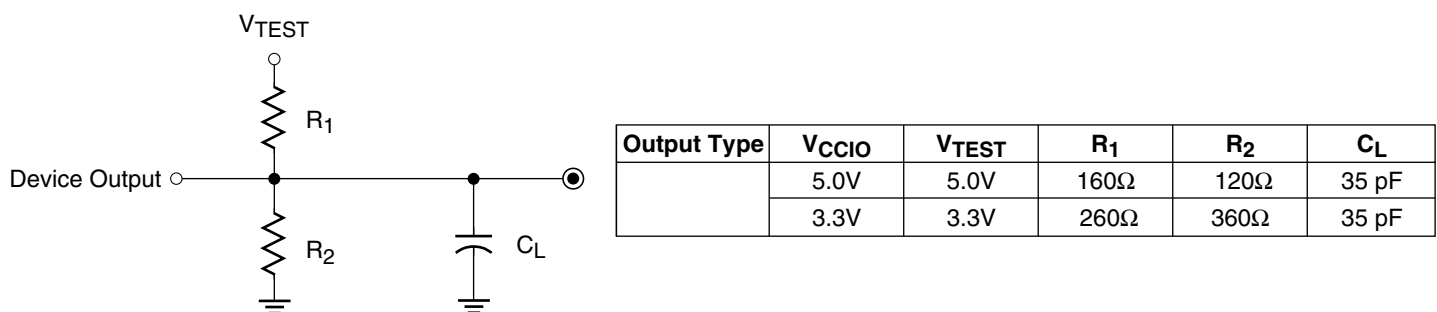 VTEST
R1
Device Output
R2
CL
Output Type VCCIO VTEST R1 R2 CL
5.0V 5.0V 160Ω 120Ω 35 pF
3.3V 3.3V 260Ω 360Ω 35 pF